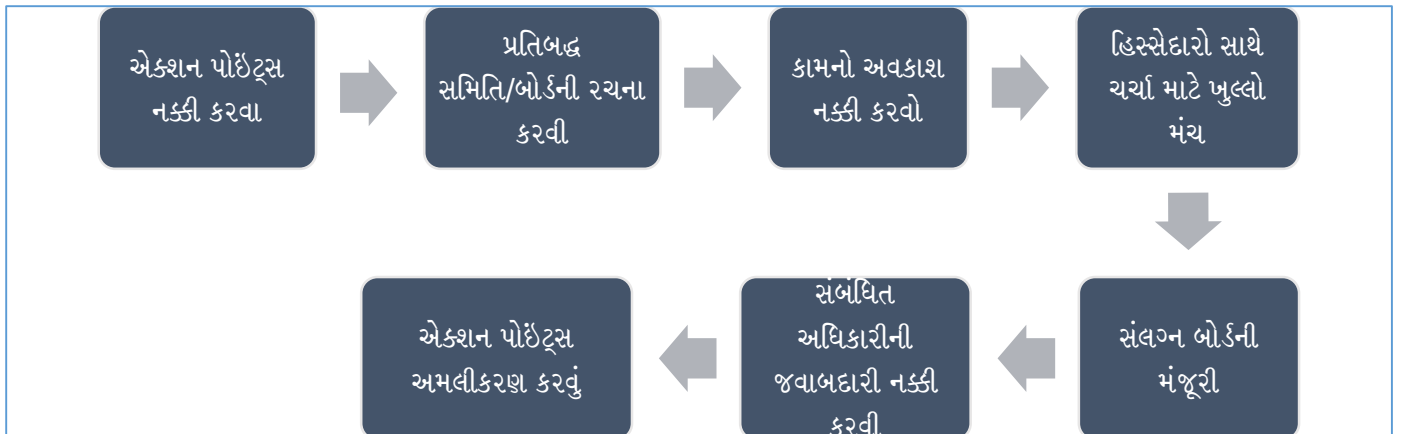 એક્શન પોઇંટ્સ
નક્કી કરવા
પ્રતિબદ્ધ
સમિતિ/બોર્ડની રચના
કરવી
કામનો અવકાશ
નક્કી કરવો
હિસ્સેદારો સાથે
ચર્ચા માટે ખુલ્લો
મંચ
સંલગ્ન બોર્ડની
મંજૂરી
સંબંધિત
અધિકારીની
જવાબદારી નક્કી
કરવી
એક્શન પોઇંટ્સ
અમલીકરણ કરવું